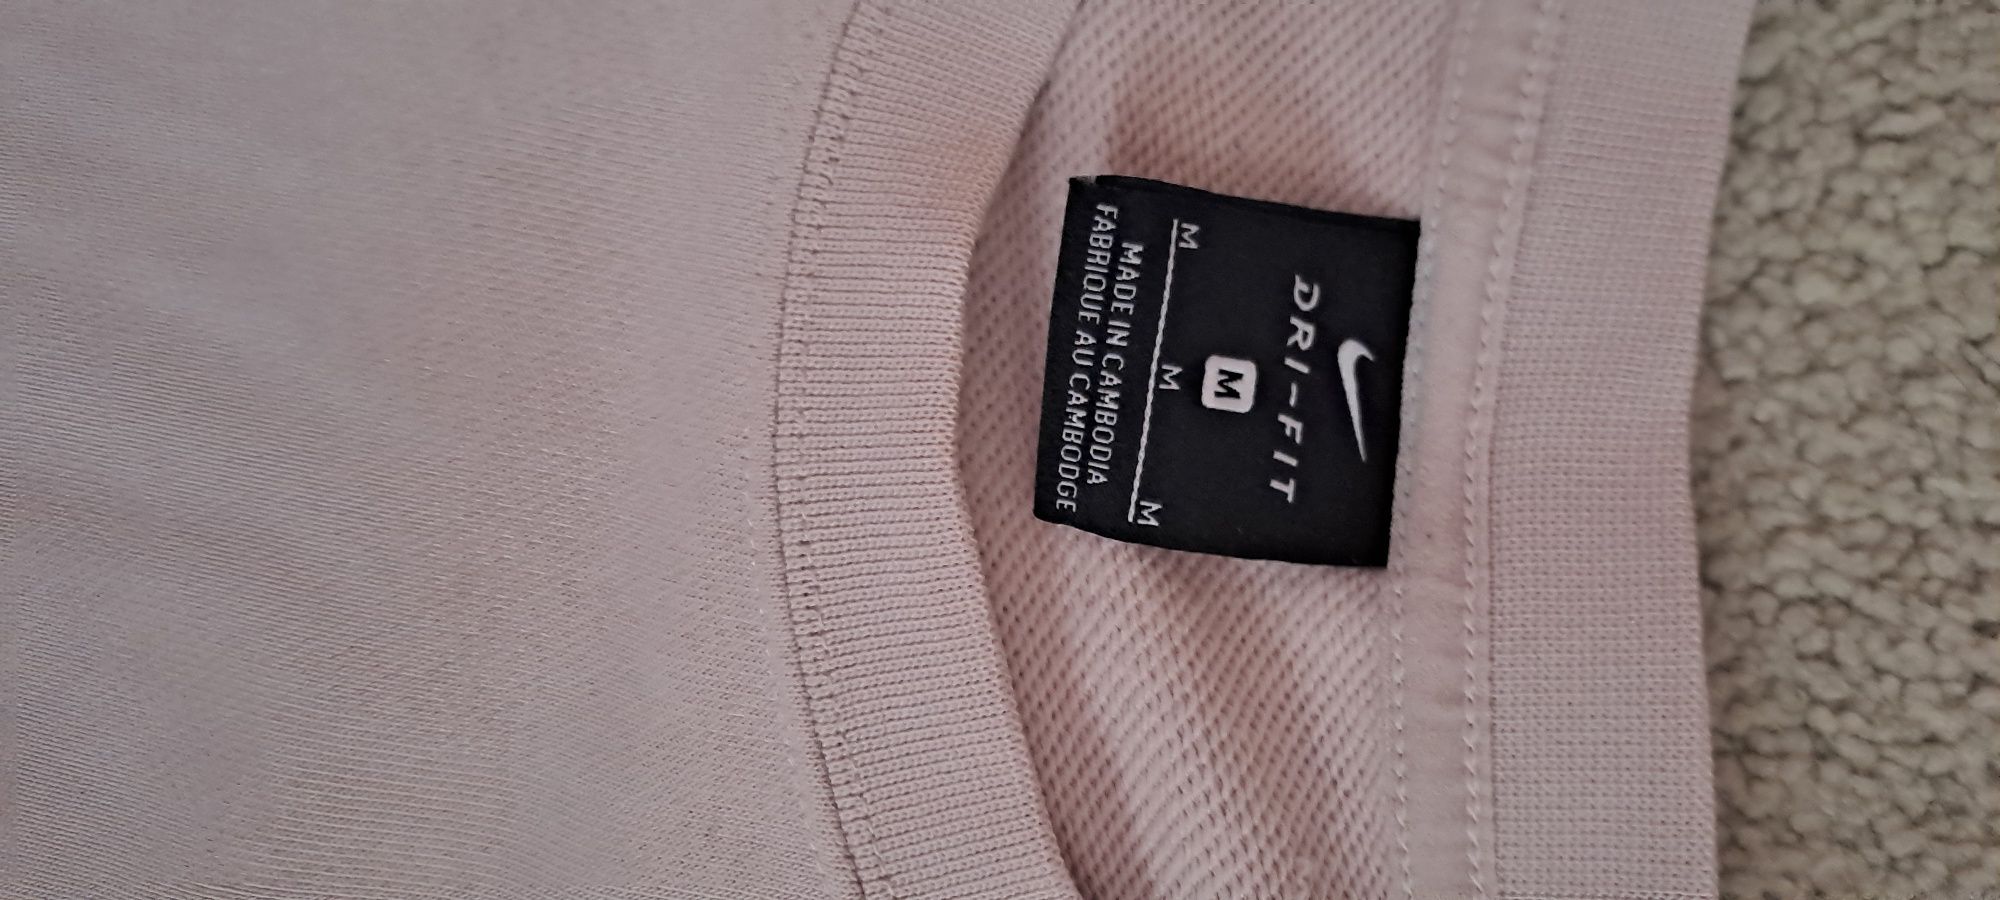 DRI-FIT
M
M M M
MADE IN CAMBODIA
FABRIQUE AU CAMBODGE